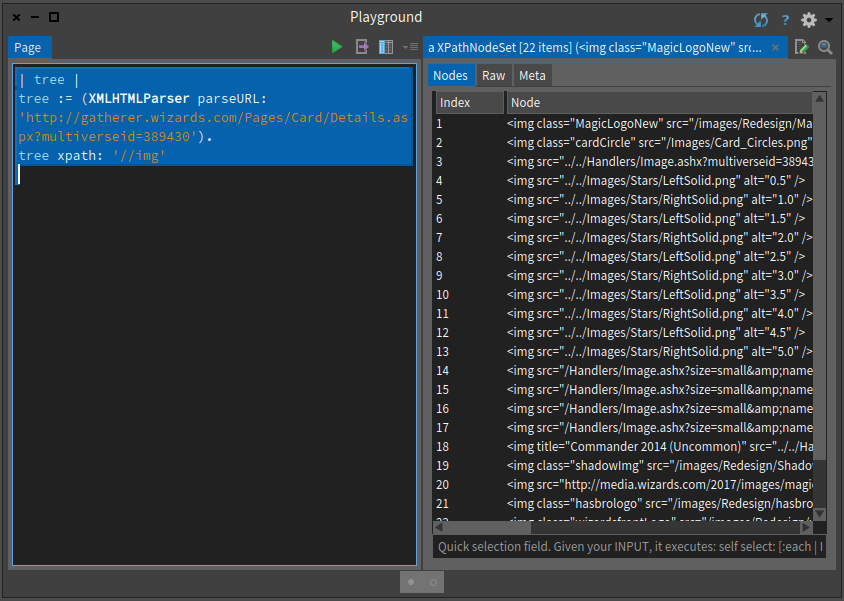 Playground
?
Page
a XPathNodeSet [22 items] (<img class="MagicLogoNew" src...
| tree |
tree := (XMLHTMLParser parseURL:
'http://gatherer.wizards.com/Pages/Card/Details.as
px?multiverseid=389430').
tree xpath: '//img'
Nodes Raw Meta
Index Node
1 <img class="MagicLogoNew" src="/images/Redesign/Ma
2 <img class="cardCircle" src="/Images/Card_Circles.png"
3 <img src="../../Handlers/Image.ashx?multiverseid=38943
4 <img src="../../Images/Stars/LeftSolid.png" alt="0.5" />
5 <img src="../../Images/Stars/RightSolid.png" alt="1.0" />
6 <img src="../../Images/Stars/LeftSolid.png" alt="1.5" />
7 <img src="../../Images/Stars/RightSolid.png" alt="2.0" />
8 <img src="../../Images/Stars/LeftSolid.png" alt="2.5" />
9 <img src="../../Images/Stars/RightSolid.png" alt="3.0" />
10 <img src="../../Images/Stars/LeftSolid.png" alt="3.5" />
11 <img src="../../Images/Stars/RightSolid.png" alt="4.0" />
12 <img src="../../Images/Stars/LeftSolid.png" alt="4.5" />
13 <img src="../../Images/Stars/RightSolid.png" alt="5.0" />
14 <img src="/Handlers/Image.ashx?size=small&amp;name
15 <img src="/Handlers/Image.ashx?size=small&amp;name
16 <img src="/Handlers/Image.ashx?size=small&amp;name
17 <img src="/Handlers/Image.ashx?size=small&amp;name
18 <img title="Commander 2014 (Uncommon)" src="../../Ha
19 <img class="shadowImg" src="/images/Redesign/Shado
20 <img src="http://media.wizards.com/2017/images/magi
21 <img class="hasbrologo" src="/images/Redesign/hasbro
Quick selection field. Given your INPUT, it executes: self select: [:each |